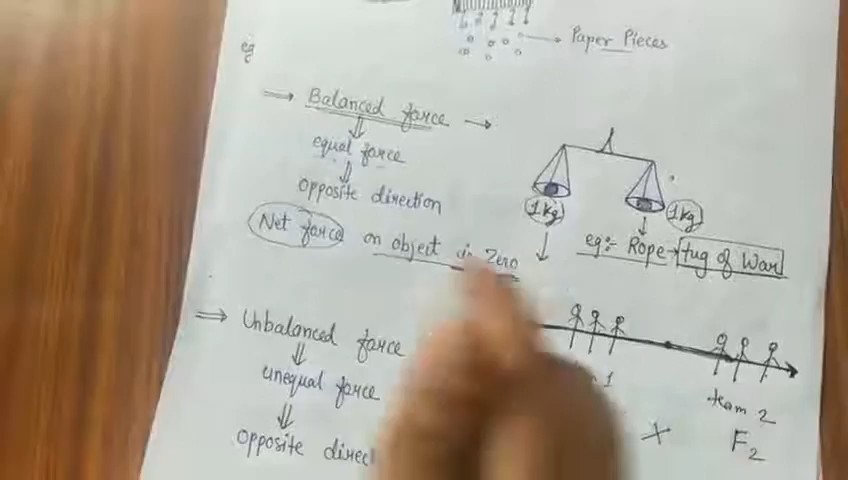 Paper Pieces
eg
→ Balanced force →
equal force
opposite direction
Net force on object is Zero
1kg
1kg
eg:- Rope → tug of War
⇒ Unbalanced force
unequal force
opposite direc
1
team 2
F2